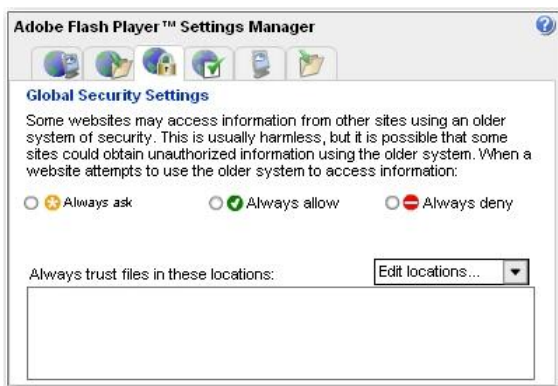 Adobe Flash Player™ Settings Manager
Global Security Settings
Some websites may access information from other sites using an older
system of security. This is usually harmless, but it is possible that some
sites could obtain unauthorized information using the older system. When a
website attempts to use the older system to access information:
Always ask Always allow Always deny
Always trust files in these locations: Edit locations...